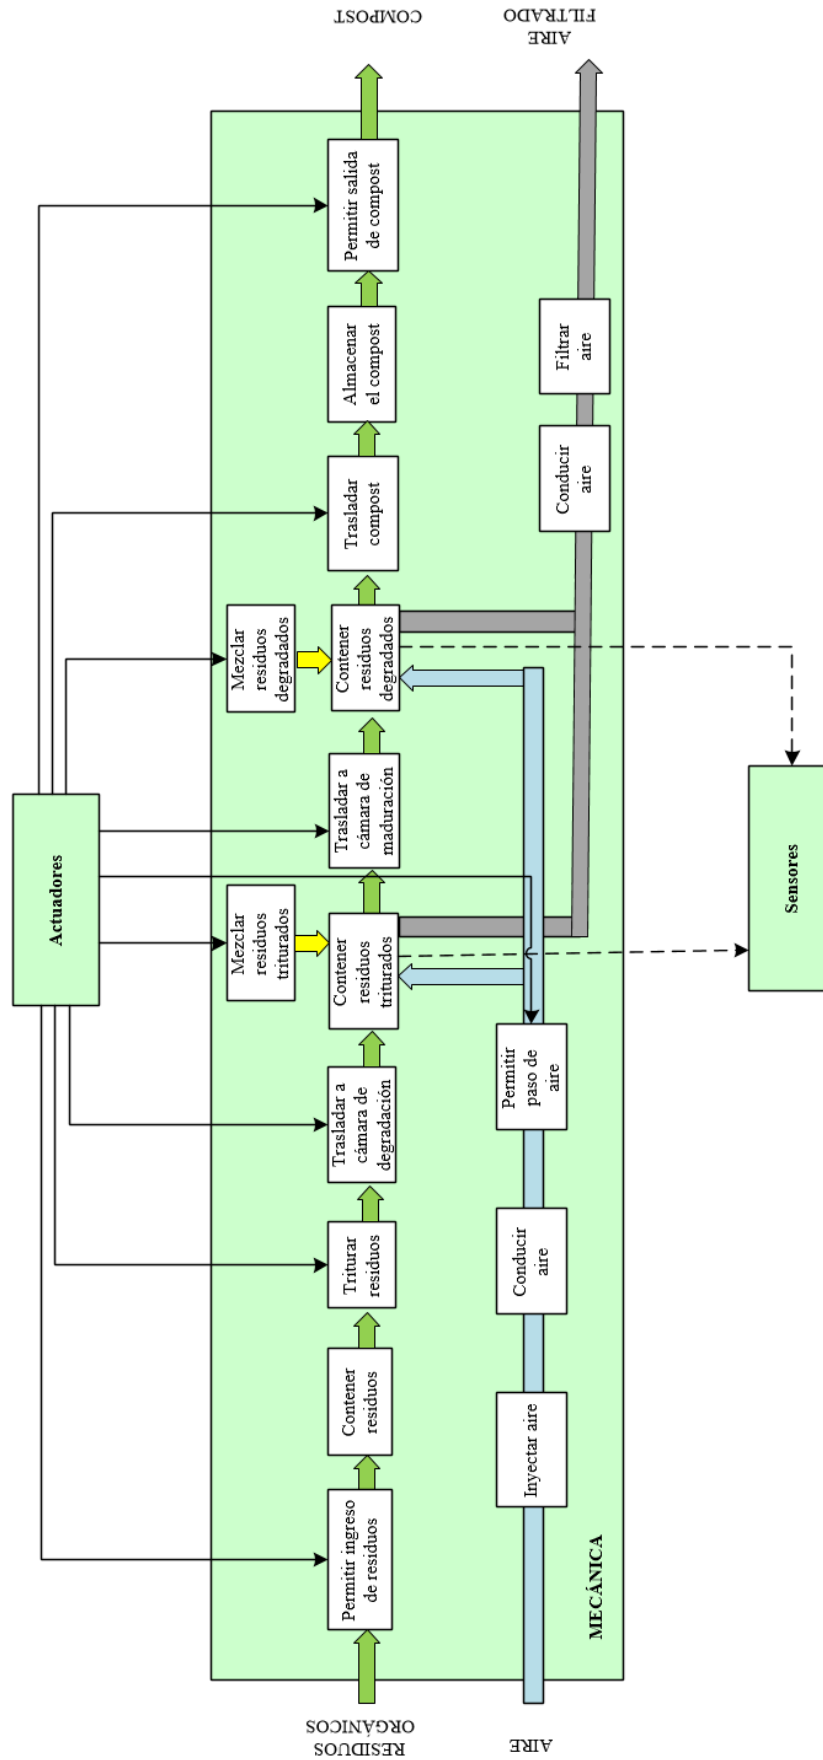 Actuadores
Mezclar
residuos
triturados
Mezclar
residuos
degradados
RESIDUOS
ORGÁNICOS
Permitir ingreso
de residuos
Contener
residuos
Triturar
residuos
Trasladar a
cámara de
degradación
Contener
residuos
triturados
Trasladar a
cámara de
maduración
Contener
residuos
degradados
Trasladar
compost
Almacenar
el compost
Permitir salida
de compost
COMPOST
AIRE
Inyectar aire
Conducir
aire
Permitir
paso de
aire
Conducir
aire
Filtrar
aire
AIRE
FILTRADO
MECÁNICA
Sensores